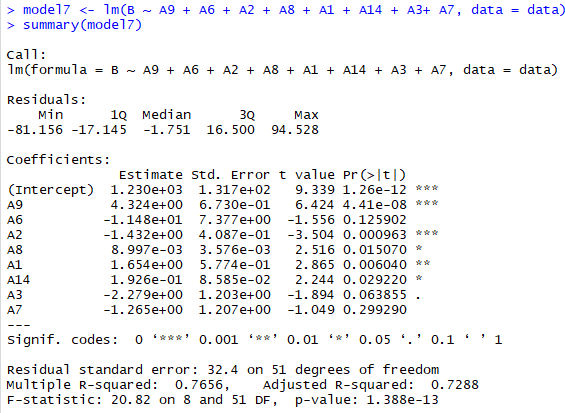 > model7 <- lm(B ~ A9 + A6 + A2 + A8 + A1 + A14 + A3+ A7, data = data)
> summary(model7)
Call:
lm(formula = B ~ A9 + A6 + A2 + A8 + A1 + A14 + A3 + A7, data = data)
Residuals:
Min 1Q Median 3Q Max
-81.156 -17.145 -1.751 16.500 94.528
Coefficients:
Estimate Std. Error t value Pr(>|t|)
(Intercept) 1.230e+03 1.317e+02 9.339 1.26e-12 ***
A9 4.324e+00 6.730e-01 6.424 4.41e-08 ***
A6 -1.148e+01 7.377e+00 -1.556 0.125902
A2 -1.432e+00 4.087e-01 -3.504 0.000963 ***
A8 8.997e-03 3.576e-03 2.516 0.015070 *
A1 1.654e+00 5.774e-01 2.865 0.006040 **
A14 1.926e-01 8.585e-02 2.244 0.029220 *
A3 -2.279e+00 1.203e+00 -1.894 0.063855 .
A7 -1.265e+00 1.207e+00 -1.049 0.299290
---
Signif. codes: 0 ‘***’ 0.001 ‘**’ 0.01 ‘*’ 0.05 ‘.’ 0.1 ‘ ’ 1
Residual standard error: 32.4 on 51 degrees of freedom
Multiple R-squared: 0.7656, Adjusted R-squared: 0.7288
F-statistic: 20.82 on 8 and 51 DF, p-value: 1.388e-13